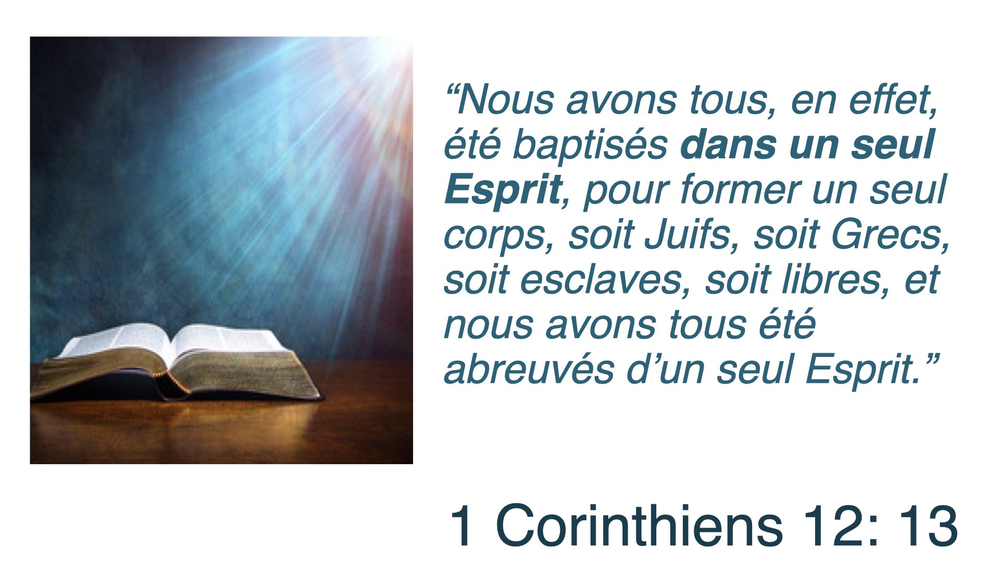 “Nous avons tous, en effet,
été baptisés dans un seul
Esprit, pour former un seul
corps, soit Juifs, soit Grecs,
soit esclaves, soit libres, et
nous avons tous été
abreuvés d’un seul Esprit.”
1 Corinthiens 12: 13